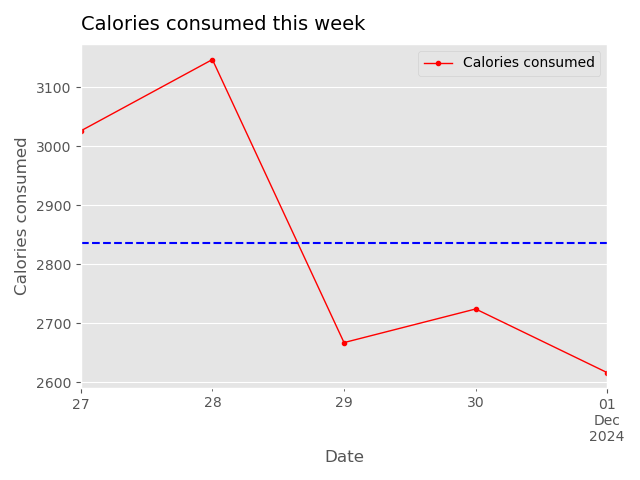 Calories consumed this week
Calories consumed
3100
3000
2900
2800
2700
2600
Calories consumed
27
28
29
30
01
Dec
2024
Date